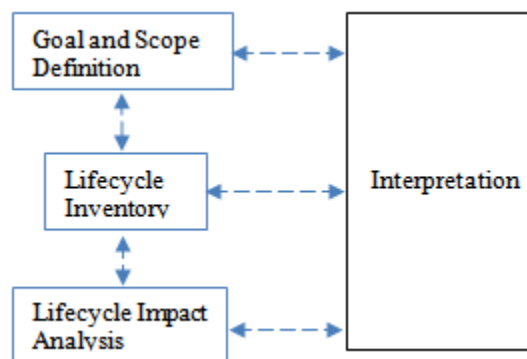 Goal and Scope
Definition
Lifecycle
Inventory
Interpretation
Lifecycle Impact
Analysis